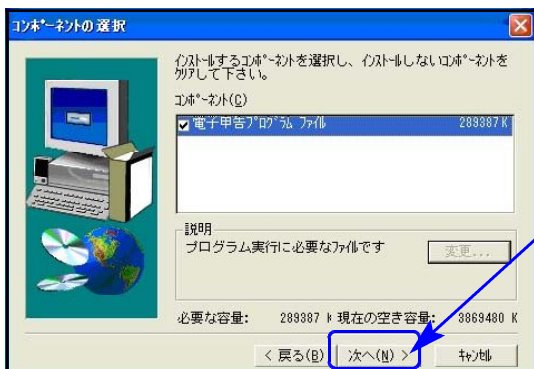 コンポーネントの選択
インストールするコンポーネントを選択し、インストールしないコンポーネントを
クリアして下さい。
コンポーネント(C)
電子申告プログラム ファイル 289387 K
説明
プログラム実行に必要なファイルです
変更...
必要な容量: 289387 K 現在の空き容量: 3869480 K
< 戻る(B) 次へ(N) > キャンセル